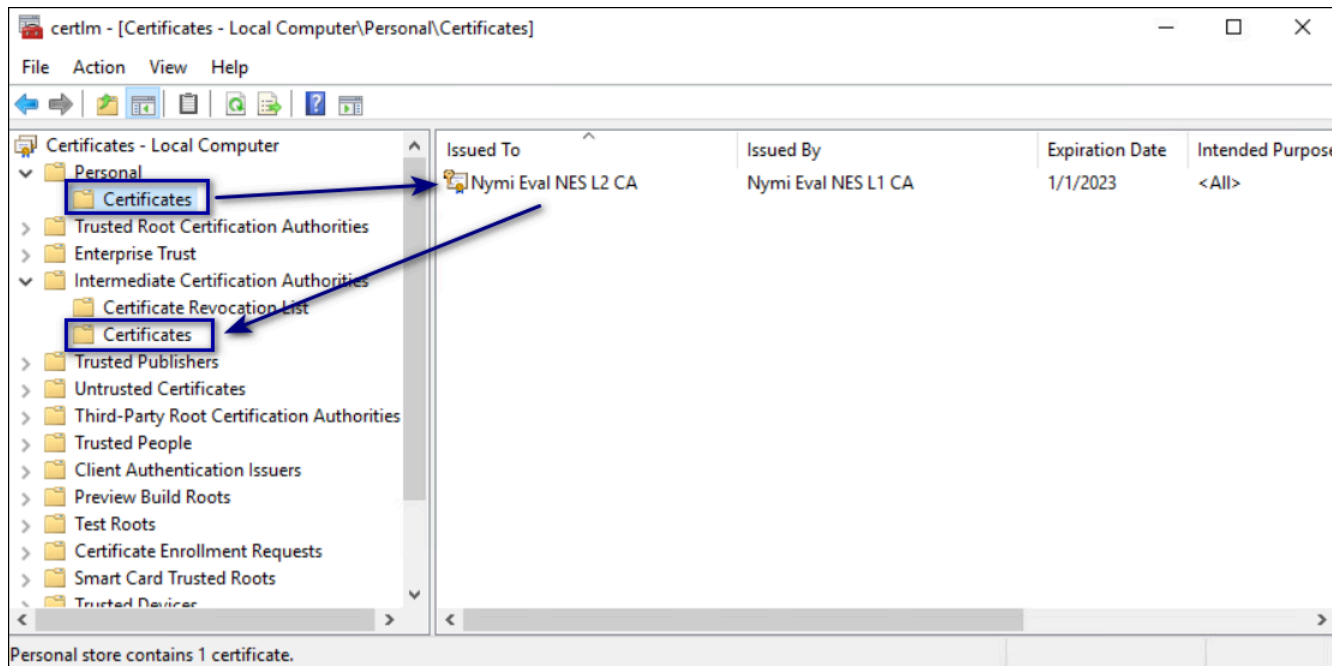 certlm - [Certificates - Local Computer\Personal\Certificates]
File Action View Help
Certificates - Local Computer
Personal
Certificates
Trusted Root Certification Authorities
Enterprise Trust
Intermediate Certification Authorities
Certificate Revocation List
Certificates
Trusted Publishers
Untrusted Certificates
Third-Party Root Certification Authorities
Trusted People
Client Authentication Issuers
Preview Build Roots
Test Roots
Certificate Enrollment Requests
Smart Card Trusted Roots
Trusted Devices
Issued To Issued By Expiration Date Intended Purpose
Nymi Eval NES L2 CA Nymi Eval NES L1 CA 1/1/2023 <All>
Personal store contains 1 certificate.